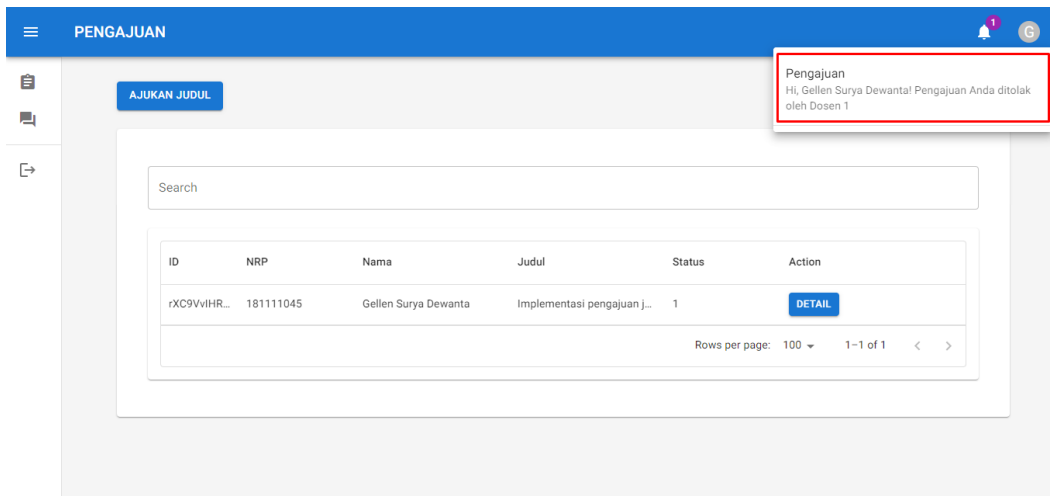 PENGAJUAN
1
G
Pengajuan
Hi, Gellen Surya Dewanta! Pengajuan Anda ditolak
oleh Dosen 1
AJUKAN JUDUL
Search
ID NRP Nama Judul Status Action
rXC9VvIHR... 181111045 Gellen Surya Dewanta Implementasi pengajuan j... 1 DETAIL
Rows per page: 100 1–1 of 1